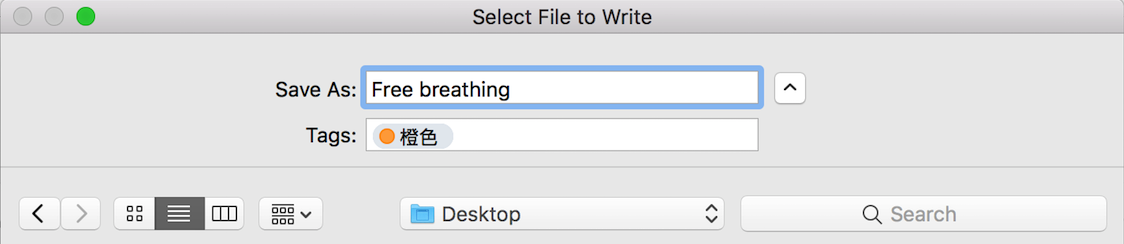 Select File to Write
Save As: Free breathing
Tags: 橙色
Desktop
Search